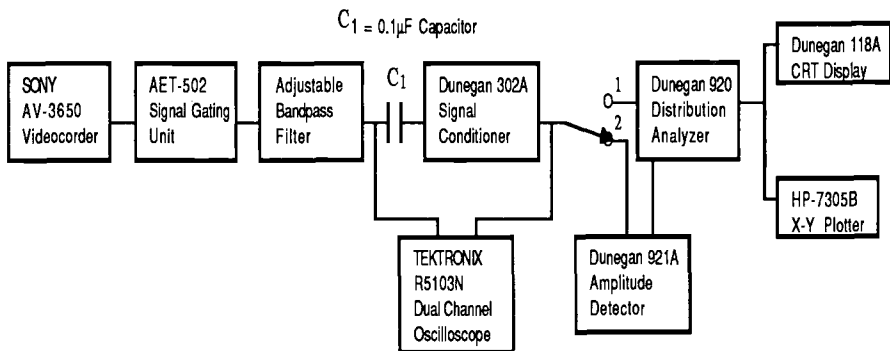 C1 = 0.1µF Capacitor
SONY
AV-3650
Videocorder
AET-502
Signal Gating
Unit
Adjustable
Bandpass
Filter
C1
Dunegan 302A
Signal
Conditioner
1
2
Dunegan 920
Distribution
Analyzer
Dunegan 118A
CRT Display
HP-7305B
X-Y Plotter
TEKTRONIX
R5103N
Dual Channel
Oscilloscope
Dunegan 921A
Amplitude
Detector